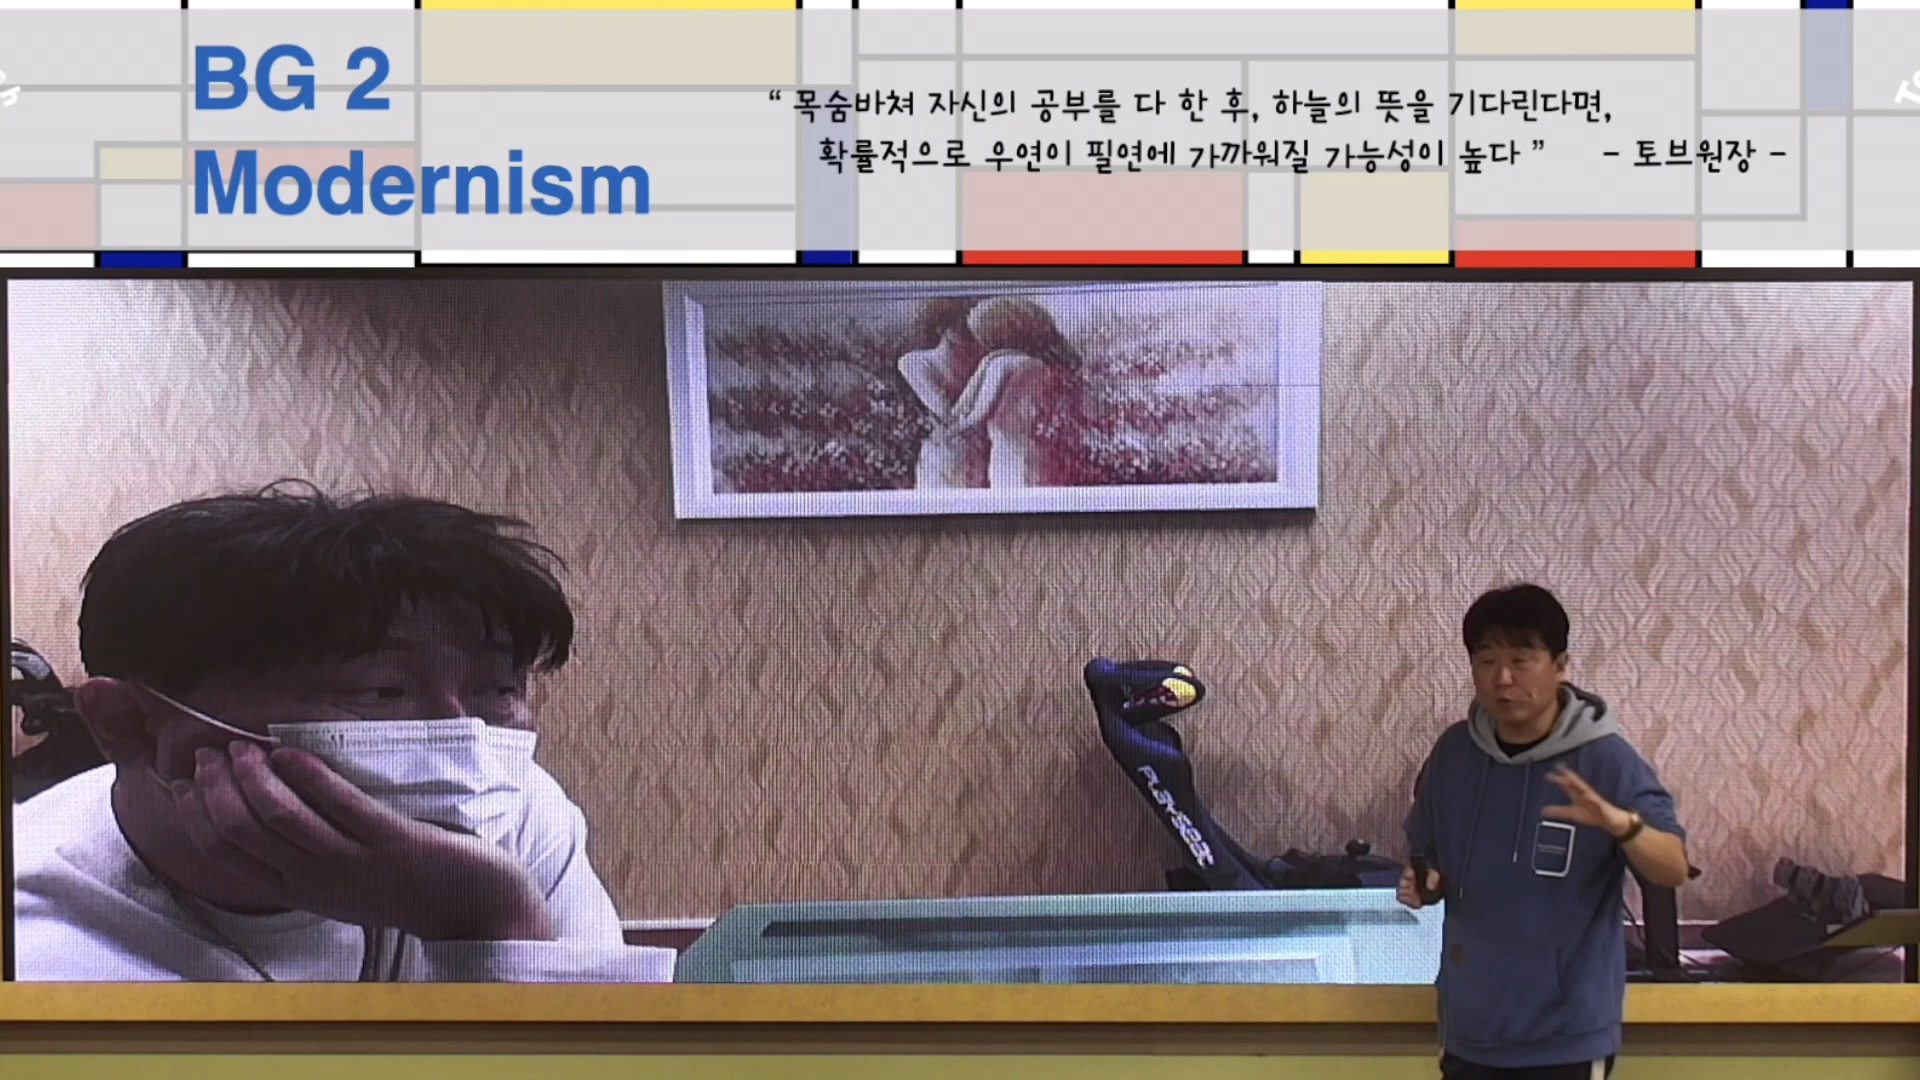 BG 2
Modernism
“ 목숨바쳐 자신의 공부를 다 한 후, 하늘의 뜻을 기다린다면,
확률적으로 우연이 필연에 가까워질 가능성이 높다 ” - 토브원장 -
PLAYSEAT